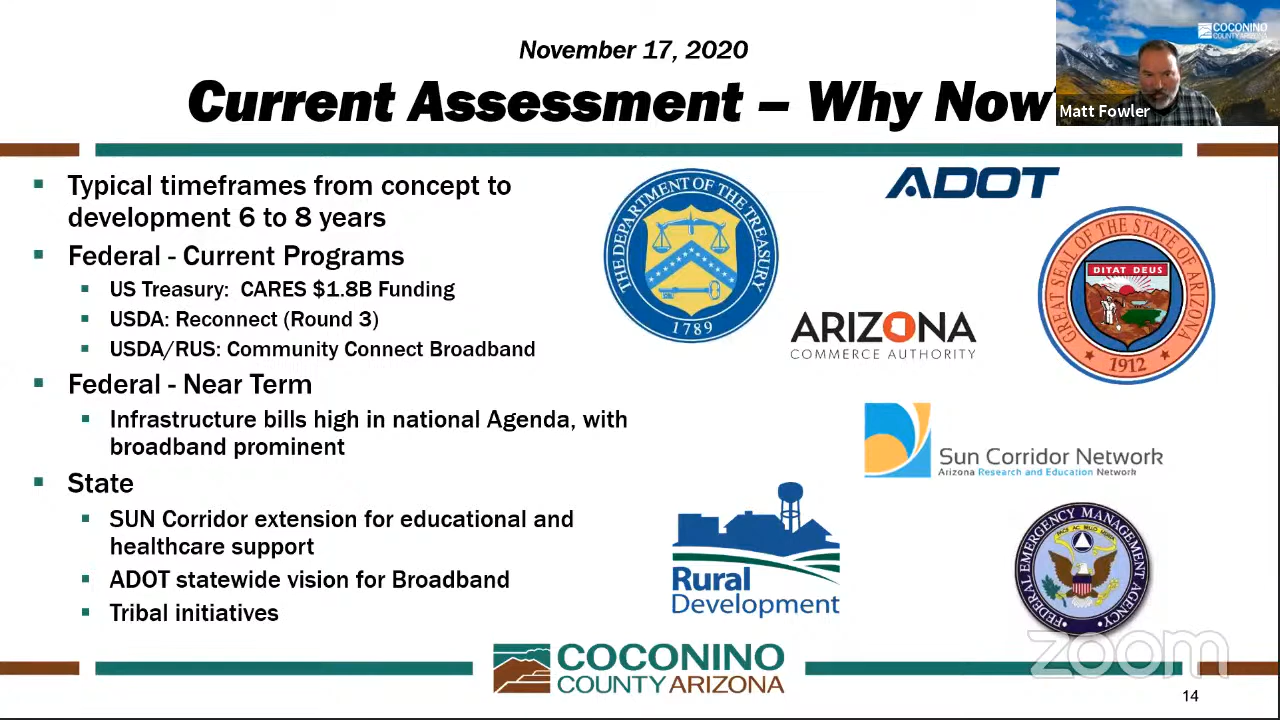 November 17, 2020
Current Assessment – Why Now
COCONINO
COUNTY ARIZONA
Matt Fowler
Typical timeframes from concept to
development 6 to 8 years
Federal - Current Programs
US Treasury: CARES $1.8B Funding
USDA: Reconnect (Round 3)
USDA/RUS: Community Connect Broadband
Federal - Near Term
Infrastructure bills high in national Agenda, with
broadband prominent
State
SUN Corridor extension for educational and
healthcare support
ADOT statewide vision for Broadband
Tribal initiatives
THE DEPARTMENT OF THE TREASURY
1789
ADOT
GREAT SEAL OF THE STATE OF ARIZONA
DITAT DEUS
1912
ARIZONA
COMMERCE AUTHORITY
Sun Corridor Network
Arizona Research and Education Network
Rural
Development
FEDERAL EMERGENCY MANAGEMENT AGENCY
zoom
COCONINO
COUNTY ARIZONA
14